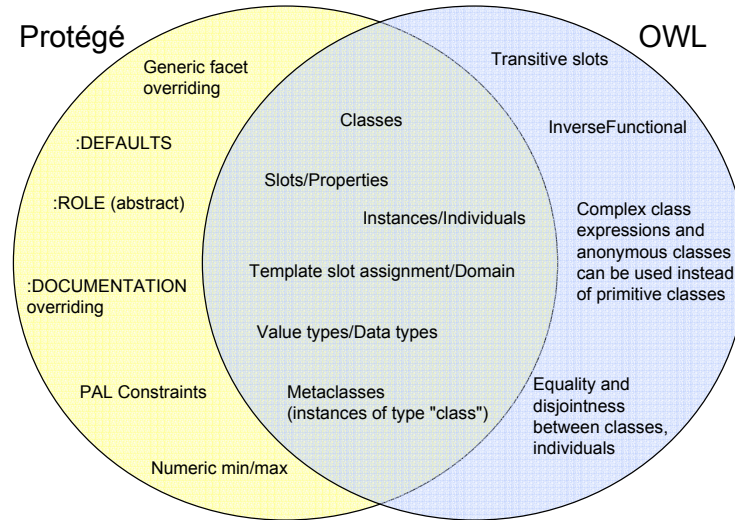 Protégé
OWL
Generic facet
overriding
:DEFAULTS
:ROLE (abstract)
:DOCUMENTATION
overriding
PAL Constraints
Numeric min/max
Classes
Slots/Properties
Instances/Individuals
Template slot assignment/Domain
Value types/Data types
Metaclasses
(instances of type "class")
Transitive slots
InverseFunctional
Complex class
expressions and
anonymous classes
can be used instead
of primitive classes
Equality and
disjointness
between classes,
individuals